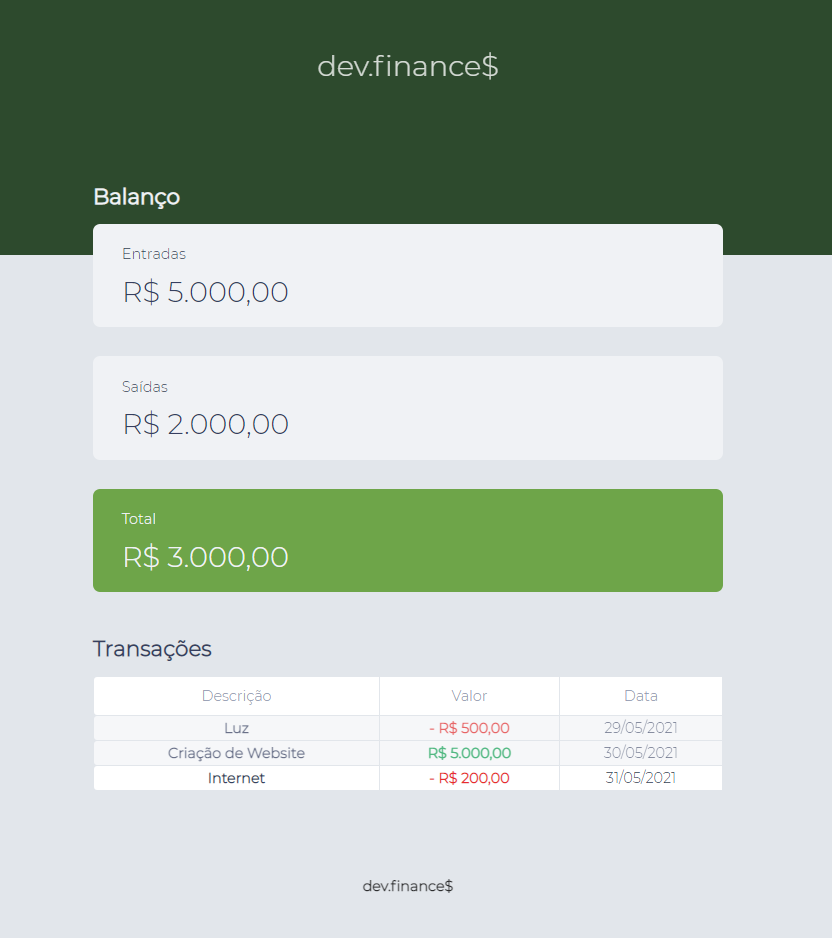 dev.finance$
Balanço
Entradas
R$ 5.000,00
Saídas
R$ 2.000,00
Total
R$ 3.000,00
Transações
Descrição Valor Data
Luz - R$ 500,00 29/05/2021
Criação de Website R$ 5.000,00 30/05/2021
Internet - R$ 200,00 31/05/2021
dev.finance$